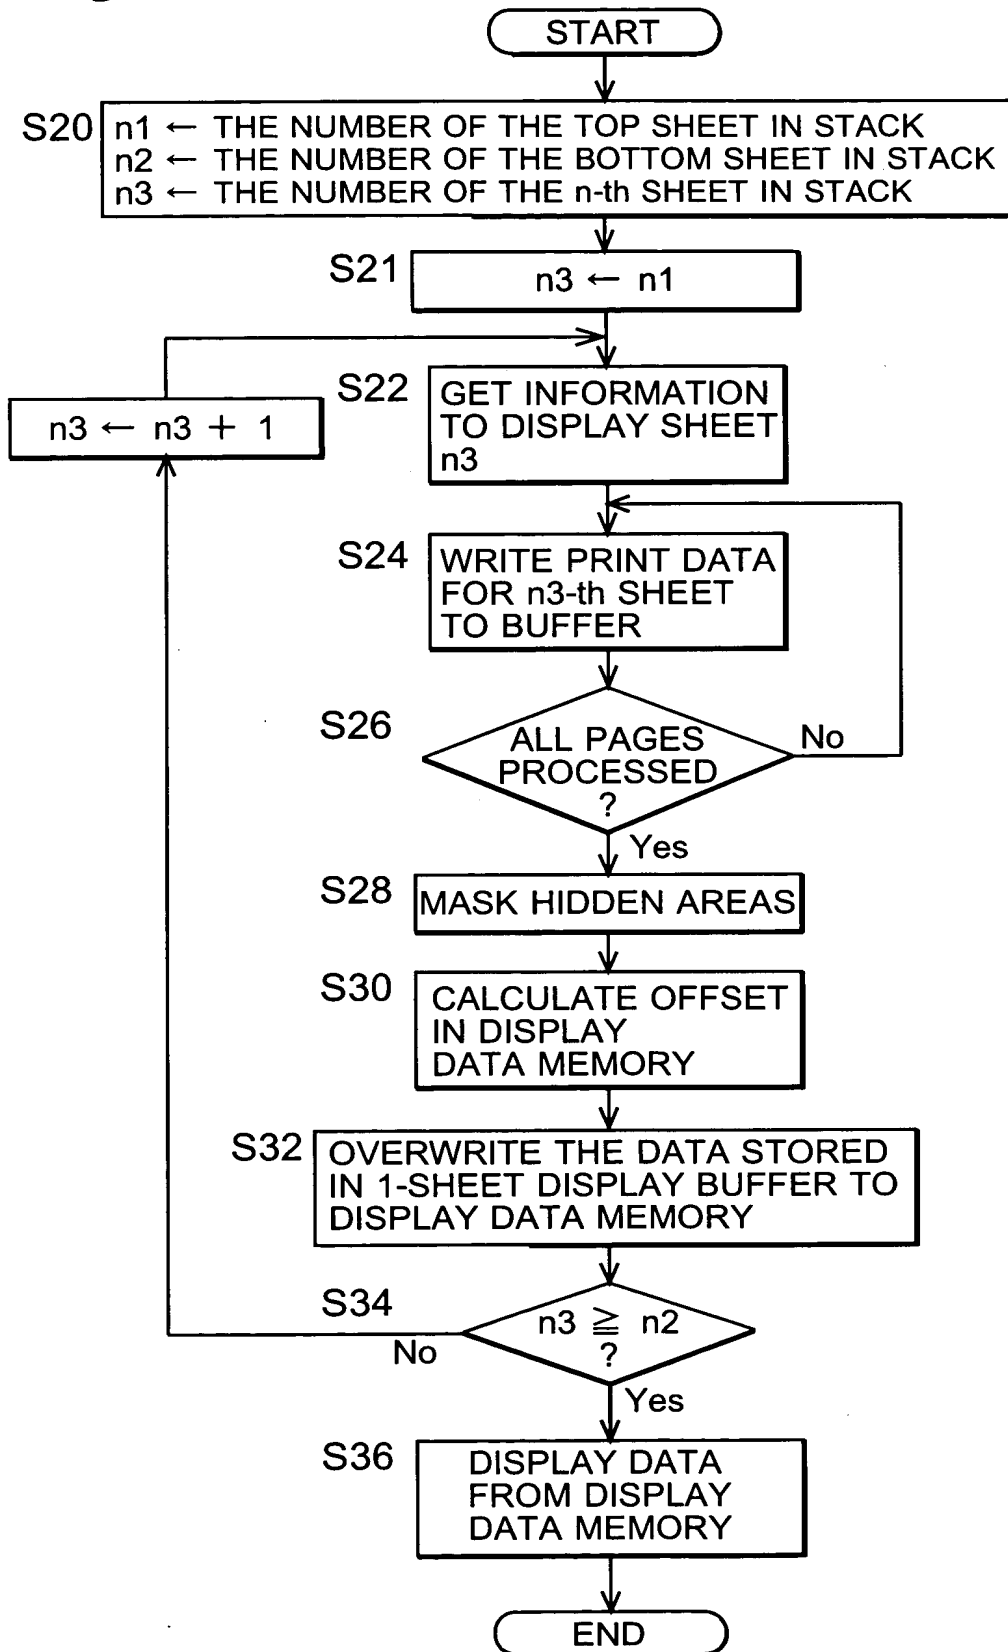 START
S20
n1 ← THE NUMBER OF THE TOP SHEET IN STACK
n2 ← THE NUMBER OF THE BOTTOM SHEET IN STACK
n3 ← THE NUMBER OF THE n-th SHEET IN STACK
S21
n3 ← n1
S22
GET INFORMATION
TO DISPLAY SHEET
n3
n3 ← n3 + 1
S24
WRITE PRINT DATA
FOR n3-th SHEET
TO BUFFER
S26
ALL PAGES
PROCESSED
?
No
Yes
S28
MASK HIDDEN AREAS
S30
CALCULATE OFFSET
IN DISPLAY
DATA MEMORY
S32
OVERWRITE THE DATA STORED
IN 1-SHEET DISPLAY BUFFER TO
DISPLAY DATA MEMORY
S34
n3 ≧ n2
?
No
Yes
S36
DISPLAY DATA
FROM DISPLAY
DATA MEMORY
END